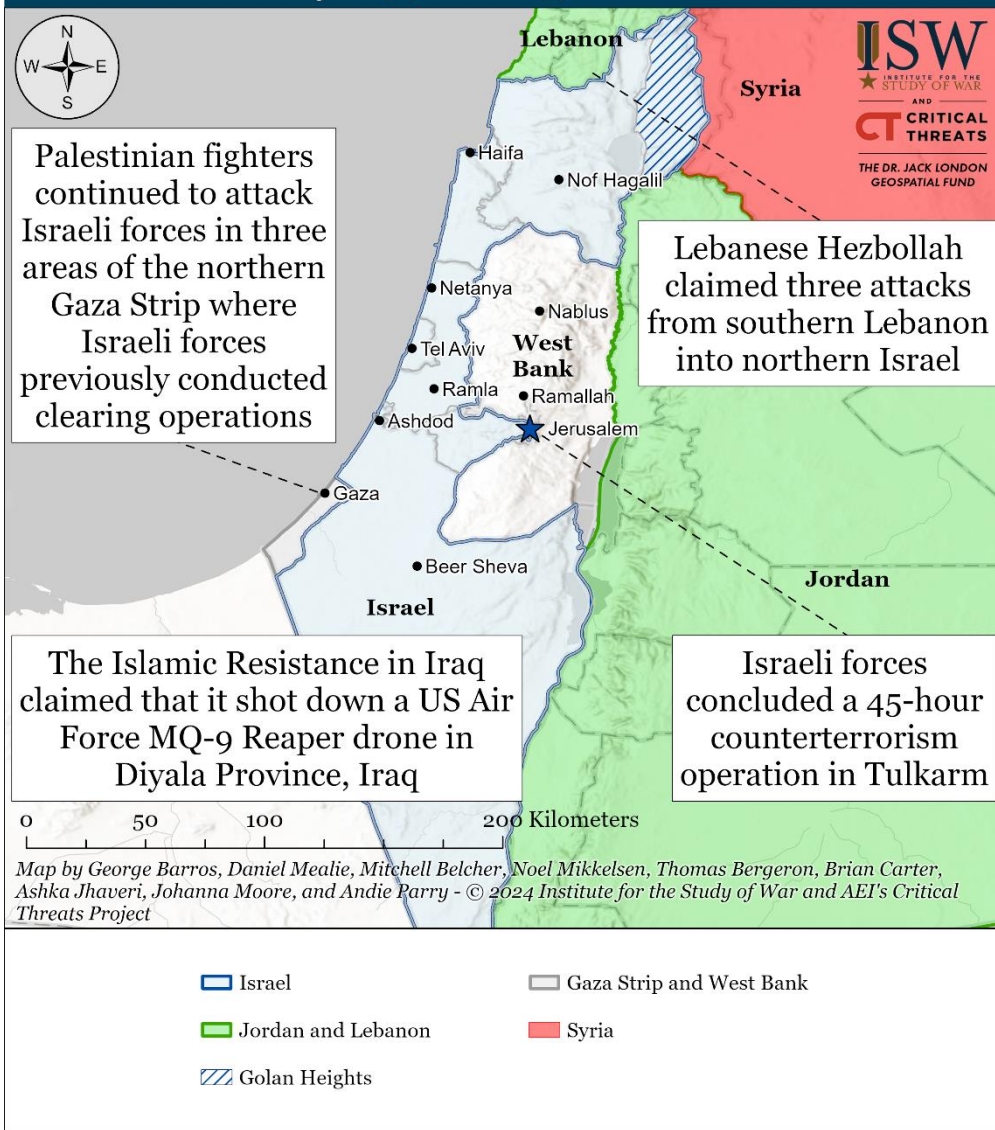 N
W E
S
Lebanon
Syria
ISW
INSTITUTE FOR THE
STUDY OF WAR
AND
CT CRITICAL
THREATS
THE DR. JACK LONDON
GEOSPATIAL FUND
Palestinian fighters
continued to attack
Israeli forces in three
areas of the northern
Gaza Strip where
Israeli forces
previously conducted
clearing operations
Haifa
Nof Hagalil
Lebanese Hezbollah
claimed three attacks
from southern Lebanon
into northern Israel
Netanya
Nablus
West
Bank
Tel Aviv
Ramla
Ramallah
Ashdod
Jerusalem
Gaza
Beer Sheva
Israel
Jordan
The Islamic Resistance in Iraq
claimed that it shot down a US Air
Force MQ-9 Reaper drone in
Diyala Province, Iraq
Israeli forces
concluded a 45-hour
counterterrorism
operation in Tulkarm
0 50 100 200 Kilometers
Map by George Barros, Daniel Mealie, Mitchell Belcher, Noel Mikkelsen, Thomas Bergeron, Brian Carter,
Ashka Jhaveri, Johanna Moore, and Andie Parry - © 2024 Institute for the Study of War and AEI's Critical
Threats Project
Israel
Gaza Strip and West Bank
Jordan and Lebanon
Syria
Golan Heights